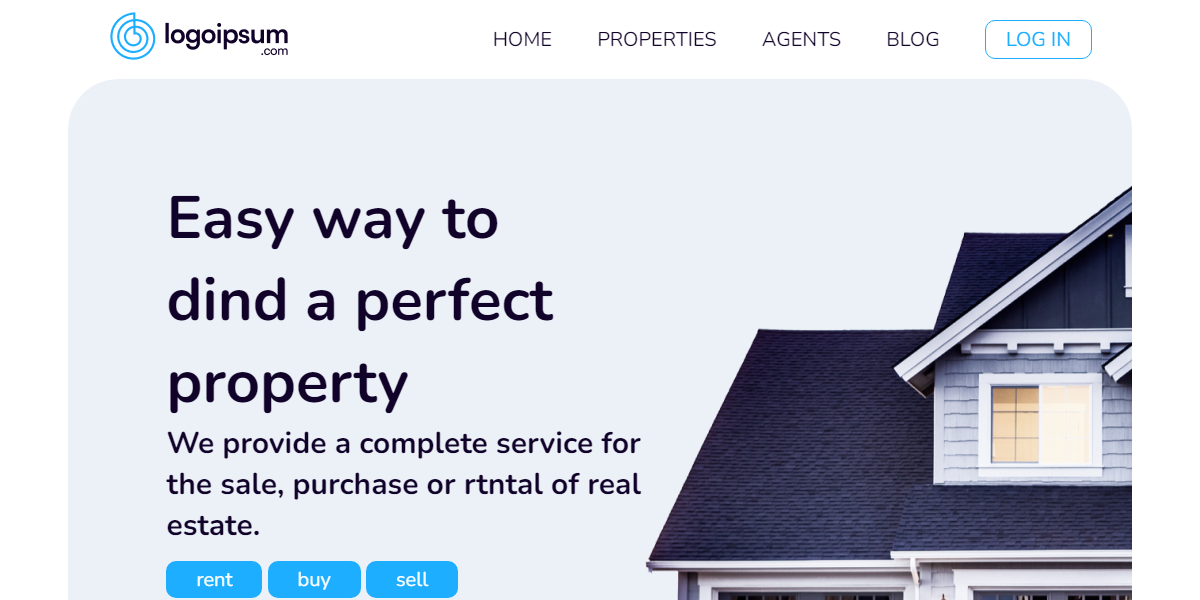 logoipsum
.com
HOME PROPERTIES AGENTS BLOG LOG IN
Easy way to
dind a perfect
property
We provide a complete service for
the sale, purchase or rtntal of real
estate.
rent buy sell